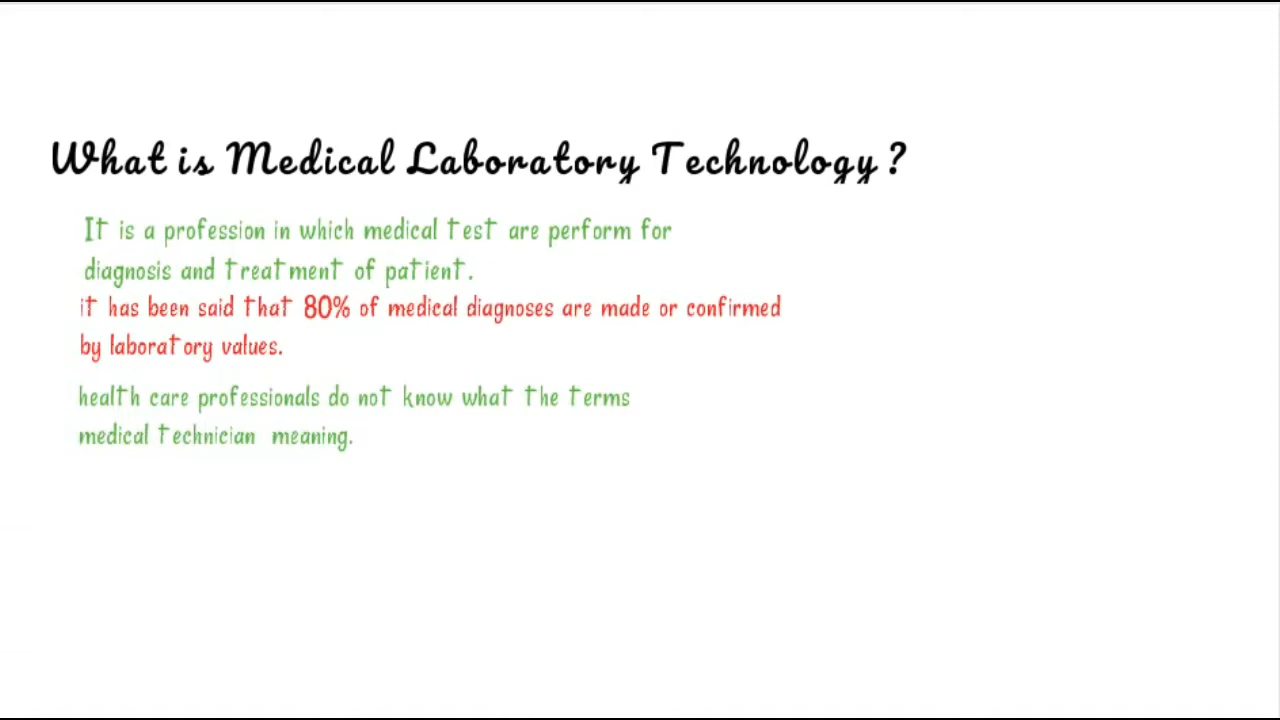 What is Medical Laboratory Technology ?
It is a profession in which medical test are perform for
diagnosis and treatment of patient.
it has been said that 80% of medical diagnoses are made or confirmed
by laboratory values.
health care professionals do not know what the terms
medical technician meaning.